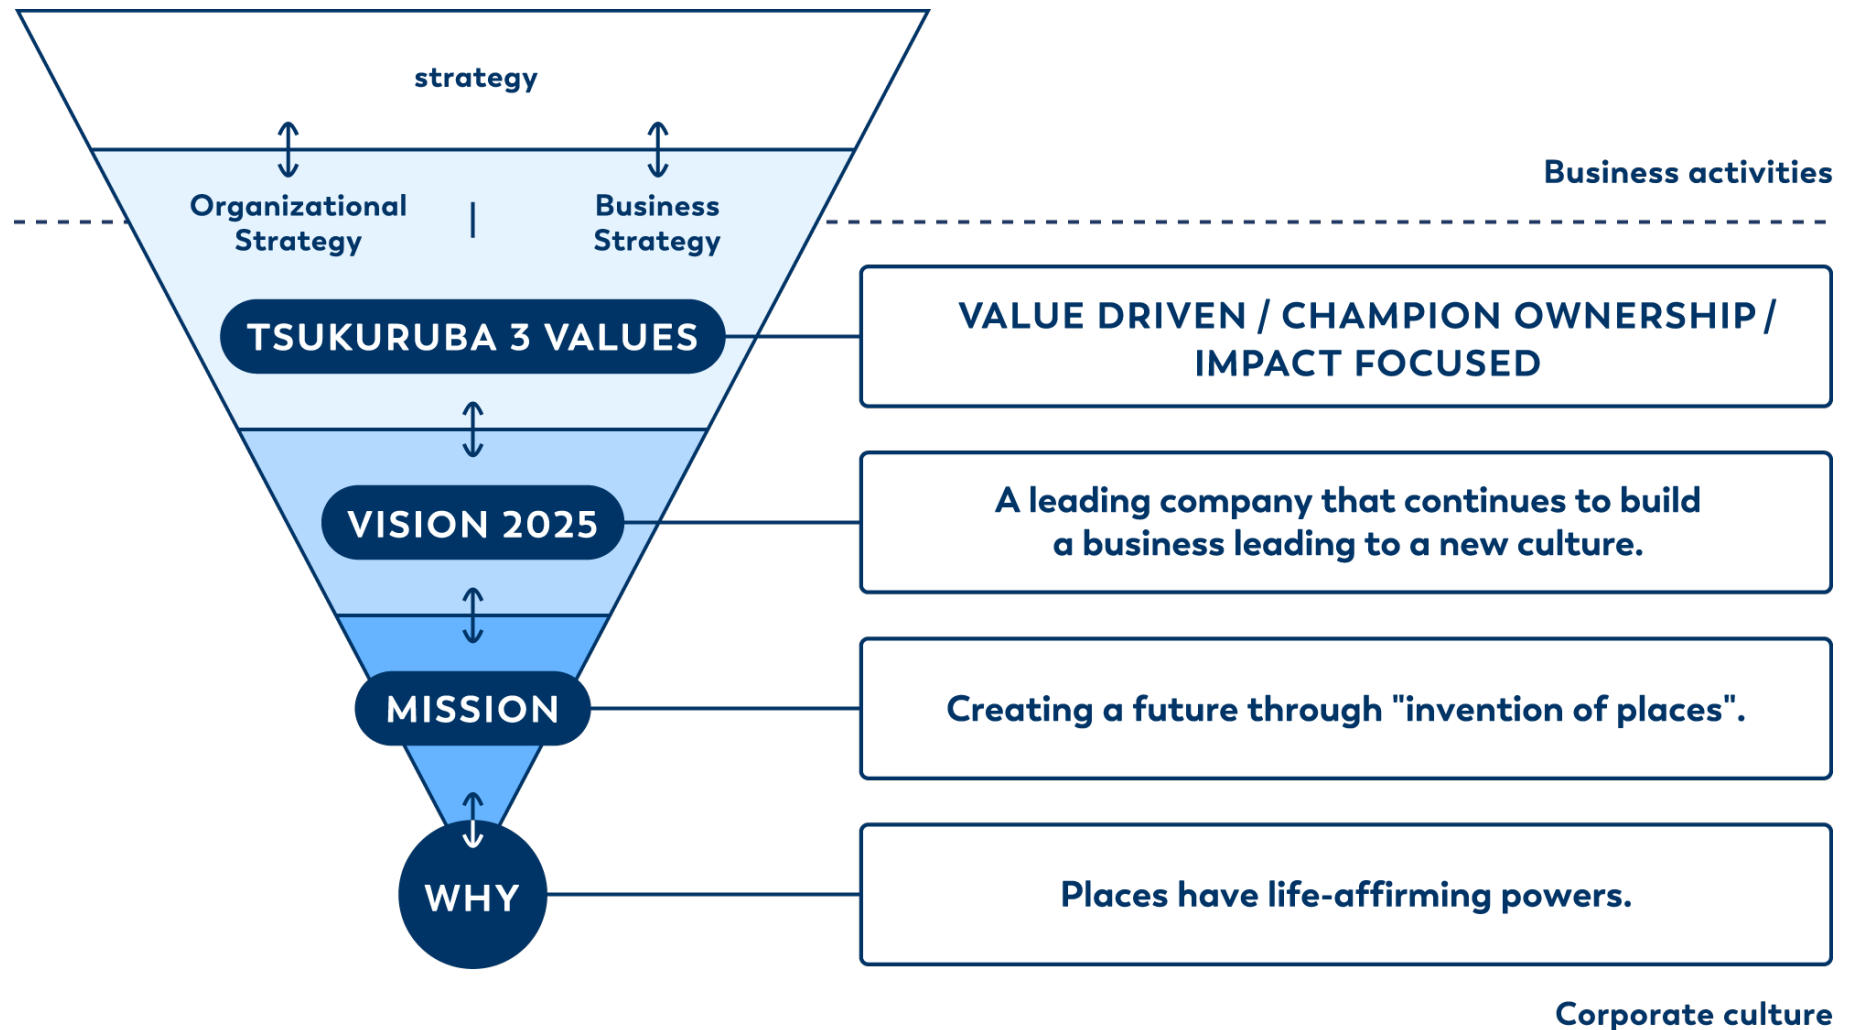 strategy
Business activities
Organizational
Strategy
|
Business
Strategy
TSUKURUBA 3 VALUES
VALUE DRIVEN / CHAMPION OWNERSHIP /
IMPACT FOCUSED
VISION 2025
A leading company that continues to build
a business leading to a new culture.
MISSION
Creating a future through "invention of places".
WHY
Places have life-affirming powers.
Corporate culture